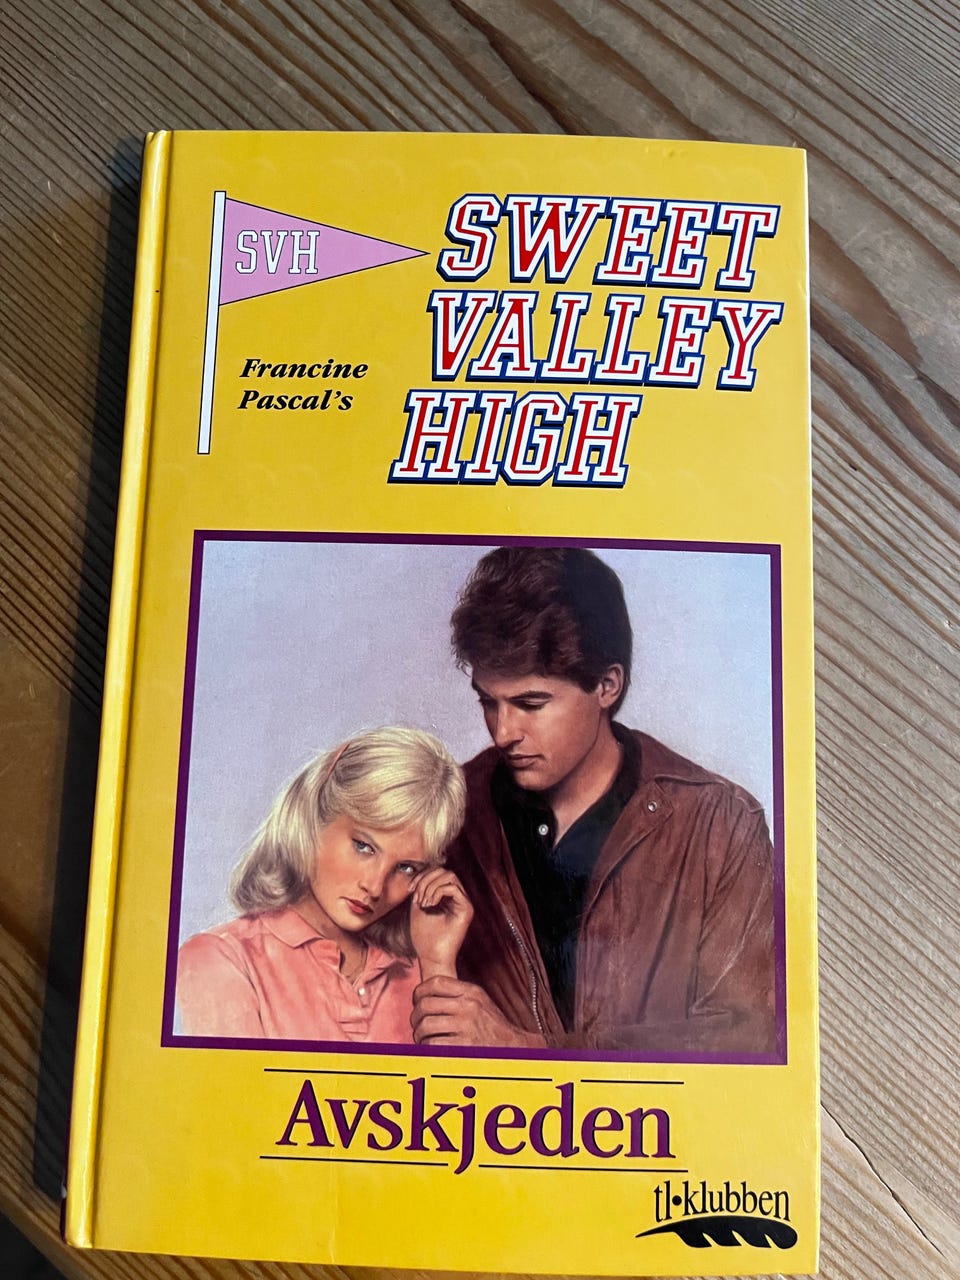 SVH
SWEET
VALLEY
HIGH
Francine
Pascal's
Avskjeden
tl•klubben